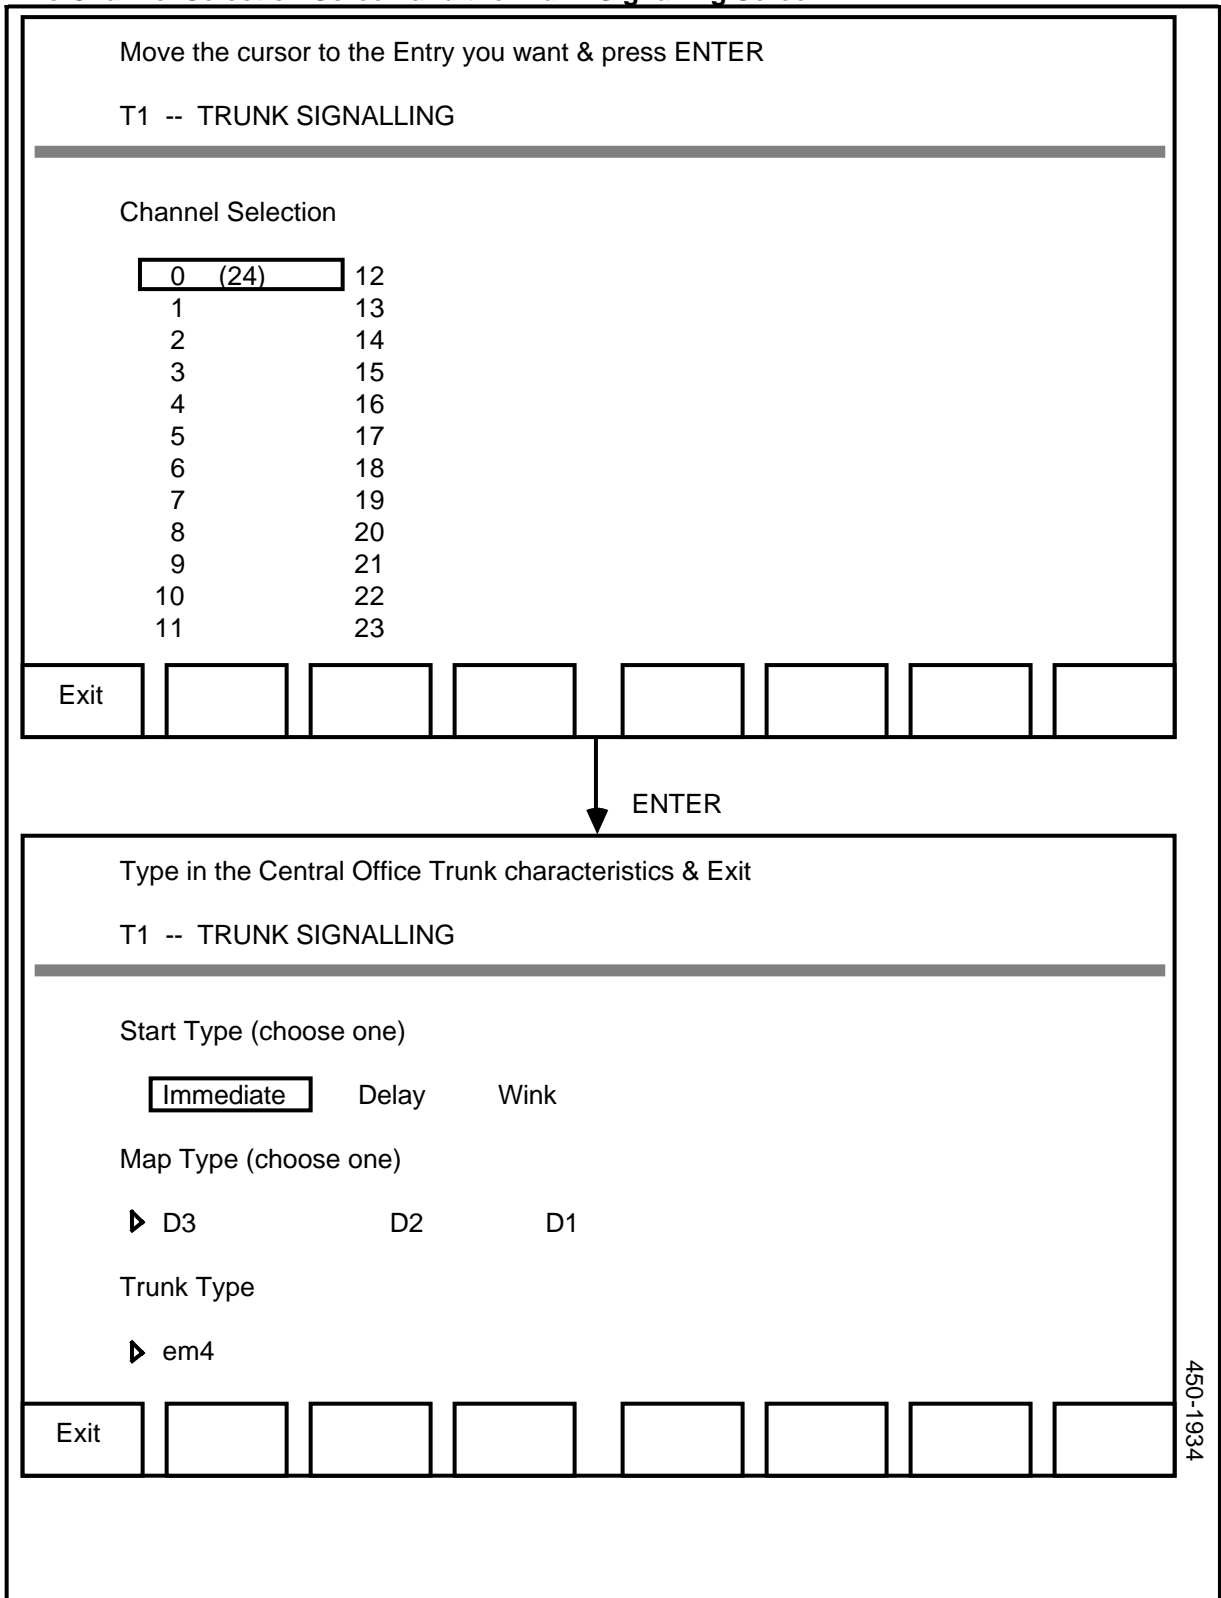 Move the cursor to the Entry you want & press ENTER
T1 -- TRUNK SIGNALLING
Channel Selection
0 (24) 12
1 13
2 14
3 15
4 16
5 17
6 18
7 19
8 20
9 21
10 22
11 23
Exit
ENTER
Type in the Central Office Trunk characteristics & Exit
T1 -- TRUNK SIGNALLING
Start Type (choose one)
Immediate Delay Wink
Map Type (choose one)
D3 D2 D1
Trunk Type
em4
Exit
450-1934